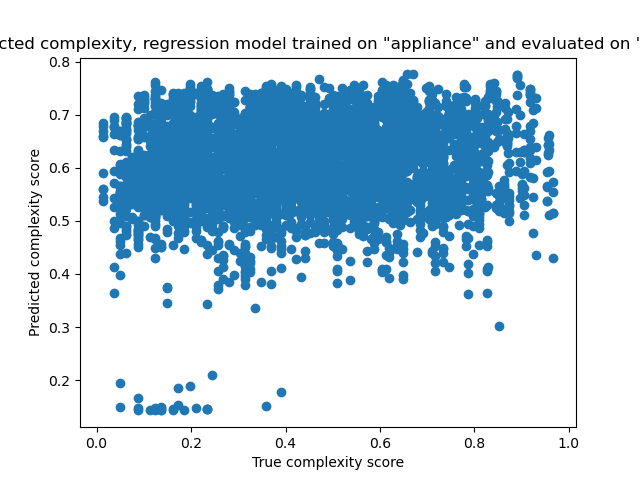 cted complexity, regression model trained on "appliance" and evaluated on "
0.8
0.7
0.6
0.5
0.4
0.3
0.2
Predicted complexity score
0.0 0.2 0.4 0.6 0.8 1.0
True complexity score